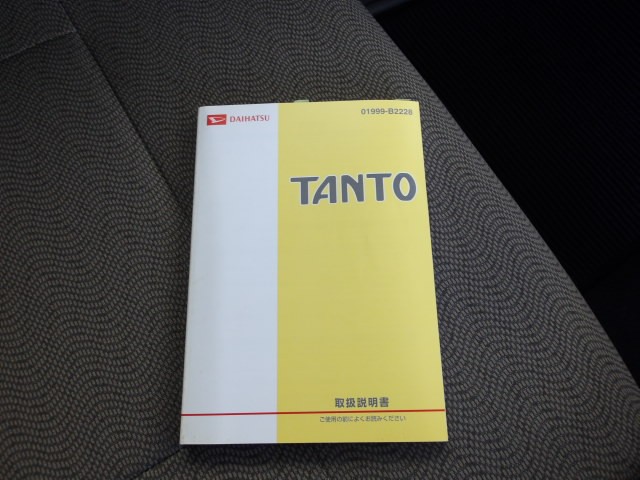 DAIHATSU
01999-B2228
TANTO
取扱説明書
ご使用の前によくお読みください